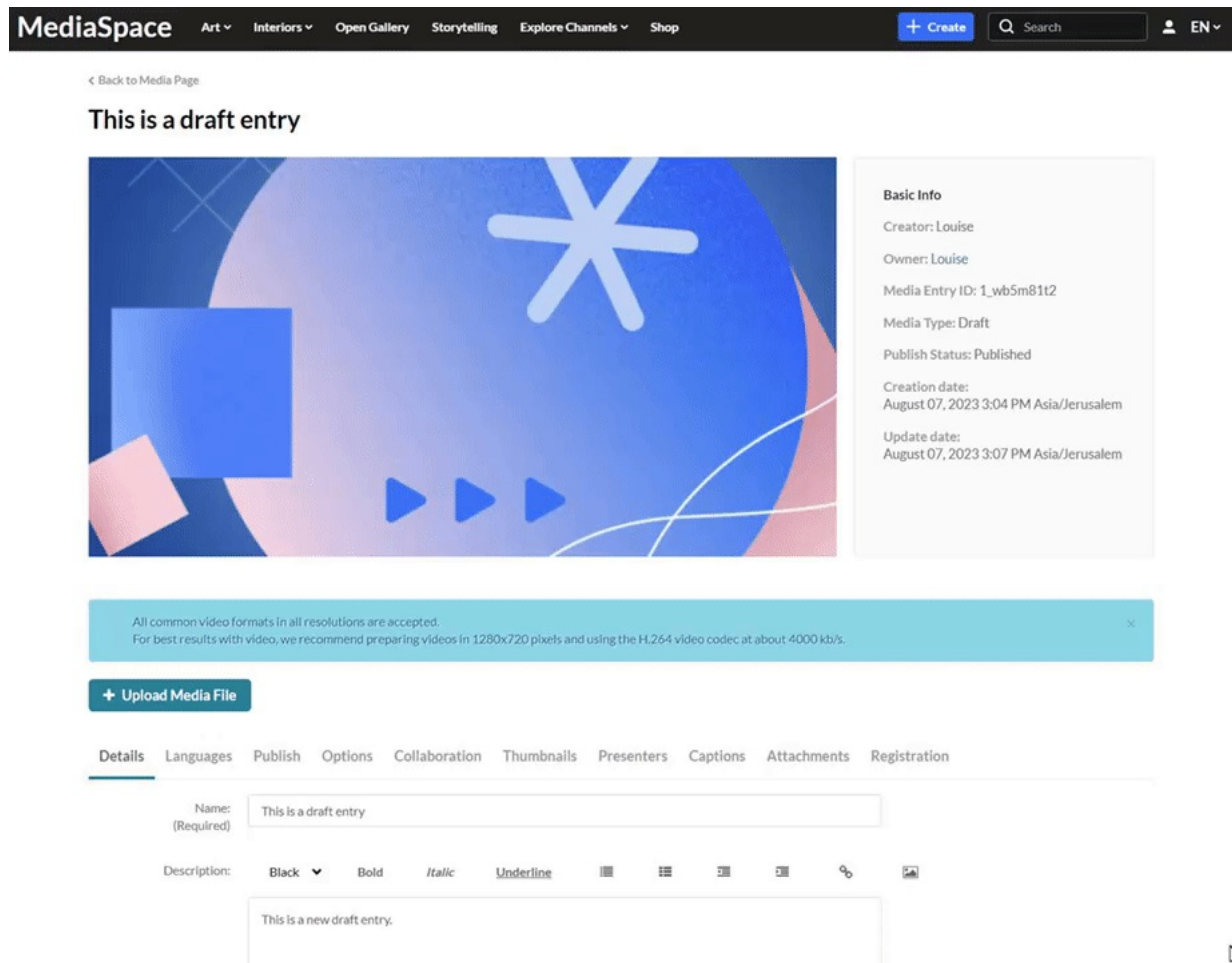 MediaSpace Art Interiors Open Gallery Storytelling Explore Channels Shop + Create Search EN
< Back to Media Page
This is a draft entry
Basic Info
Creator: Louise
Owner: Louise
Media Entry ID: 1_wb5m81t2
Media Type: Draft
Publish Status: Published
Creation date:
August 07, 2023 3:04 PM Asia/Jerusalem
Update date:
August 07, 2023 3:07 PM Asia/Jerusalem
All common video formats in all resolutions are accepted. ×
For best results with video, we recommend preparing videos in 1280x720 pixels and using the H.264 video codec at about 4000 kb/s.
+ Upload Media File
Details Languages Publish Options Collaboration Thumbnails Presenters Captions Attachments Registration
Name: This is a draft entry
(Required)
Description: Black Bold Italic Underline
This is a new draft entry.